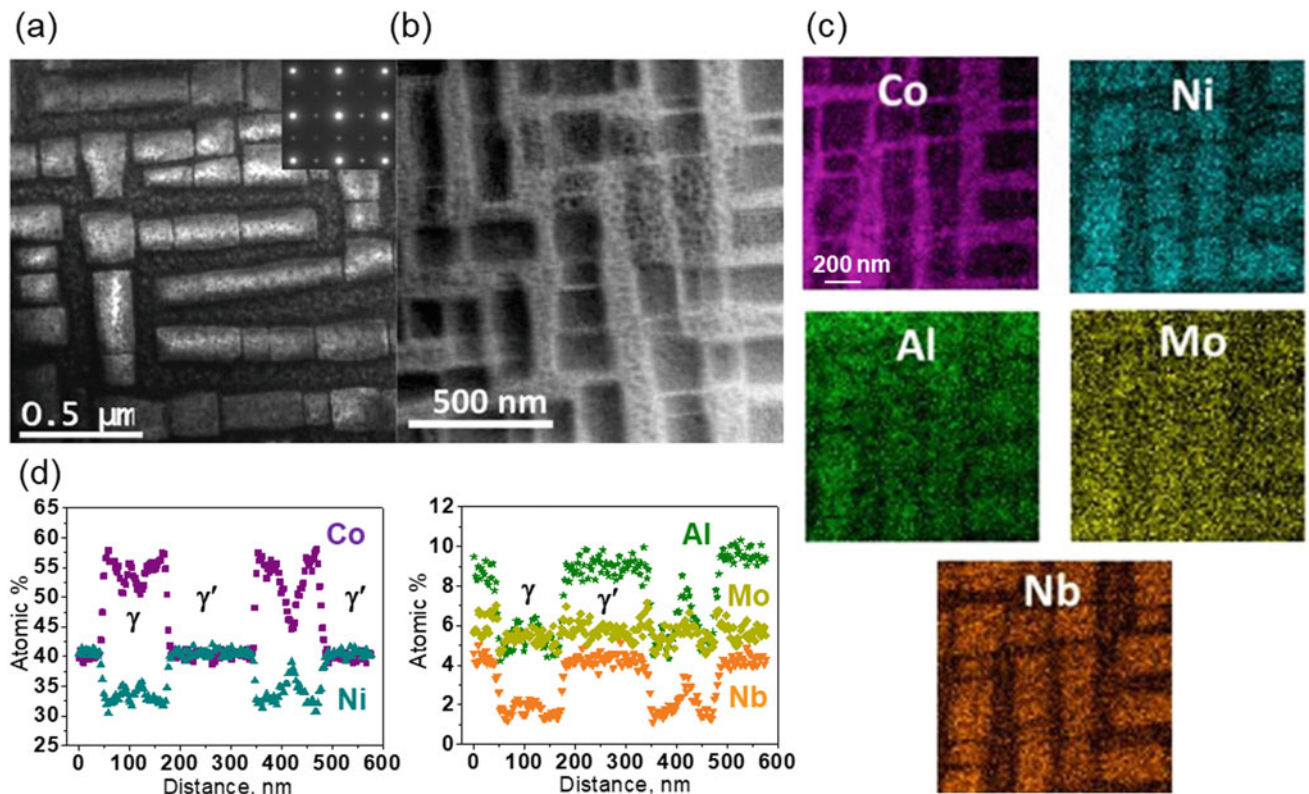 (a)
(b)
(c)
0.5 µm
500 nm
Co
200 nm
Ni
Al
Mo
Nb
(d)
Atomic %
65
60
55
50
45
40
35
30
25
Co
γ
γ'
γ'
Ni
0 100 200 300 400 500 600
Distance, nm
Atomic %
12
10
8
6
4
2
0
Al
γ
γ'
Mo
Nb
0 100 200 300 400 500 600
Distance, nm